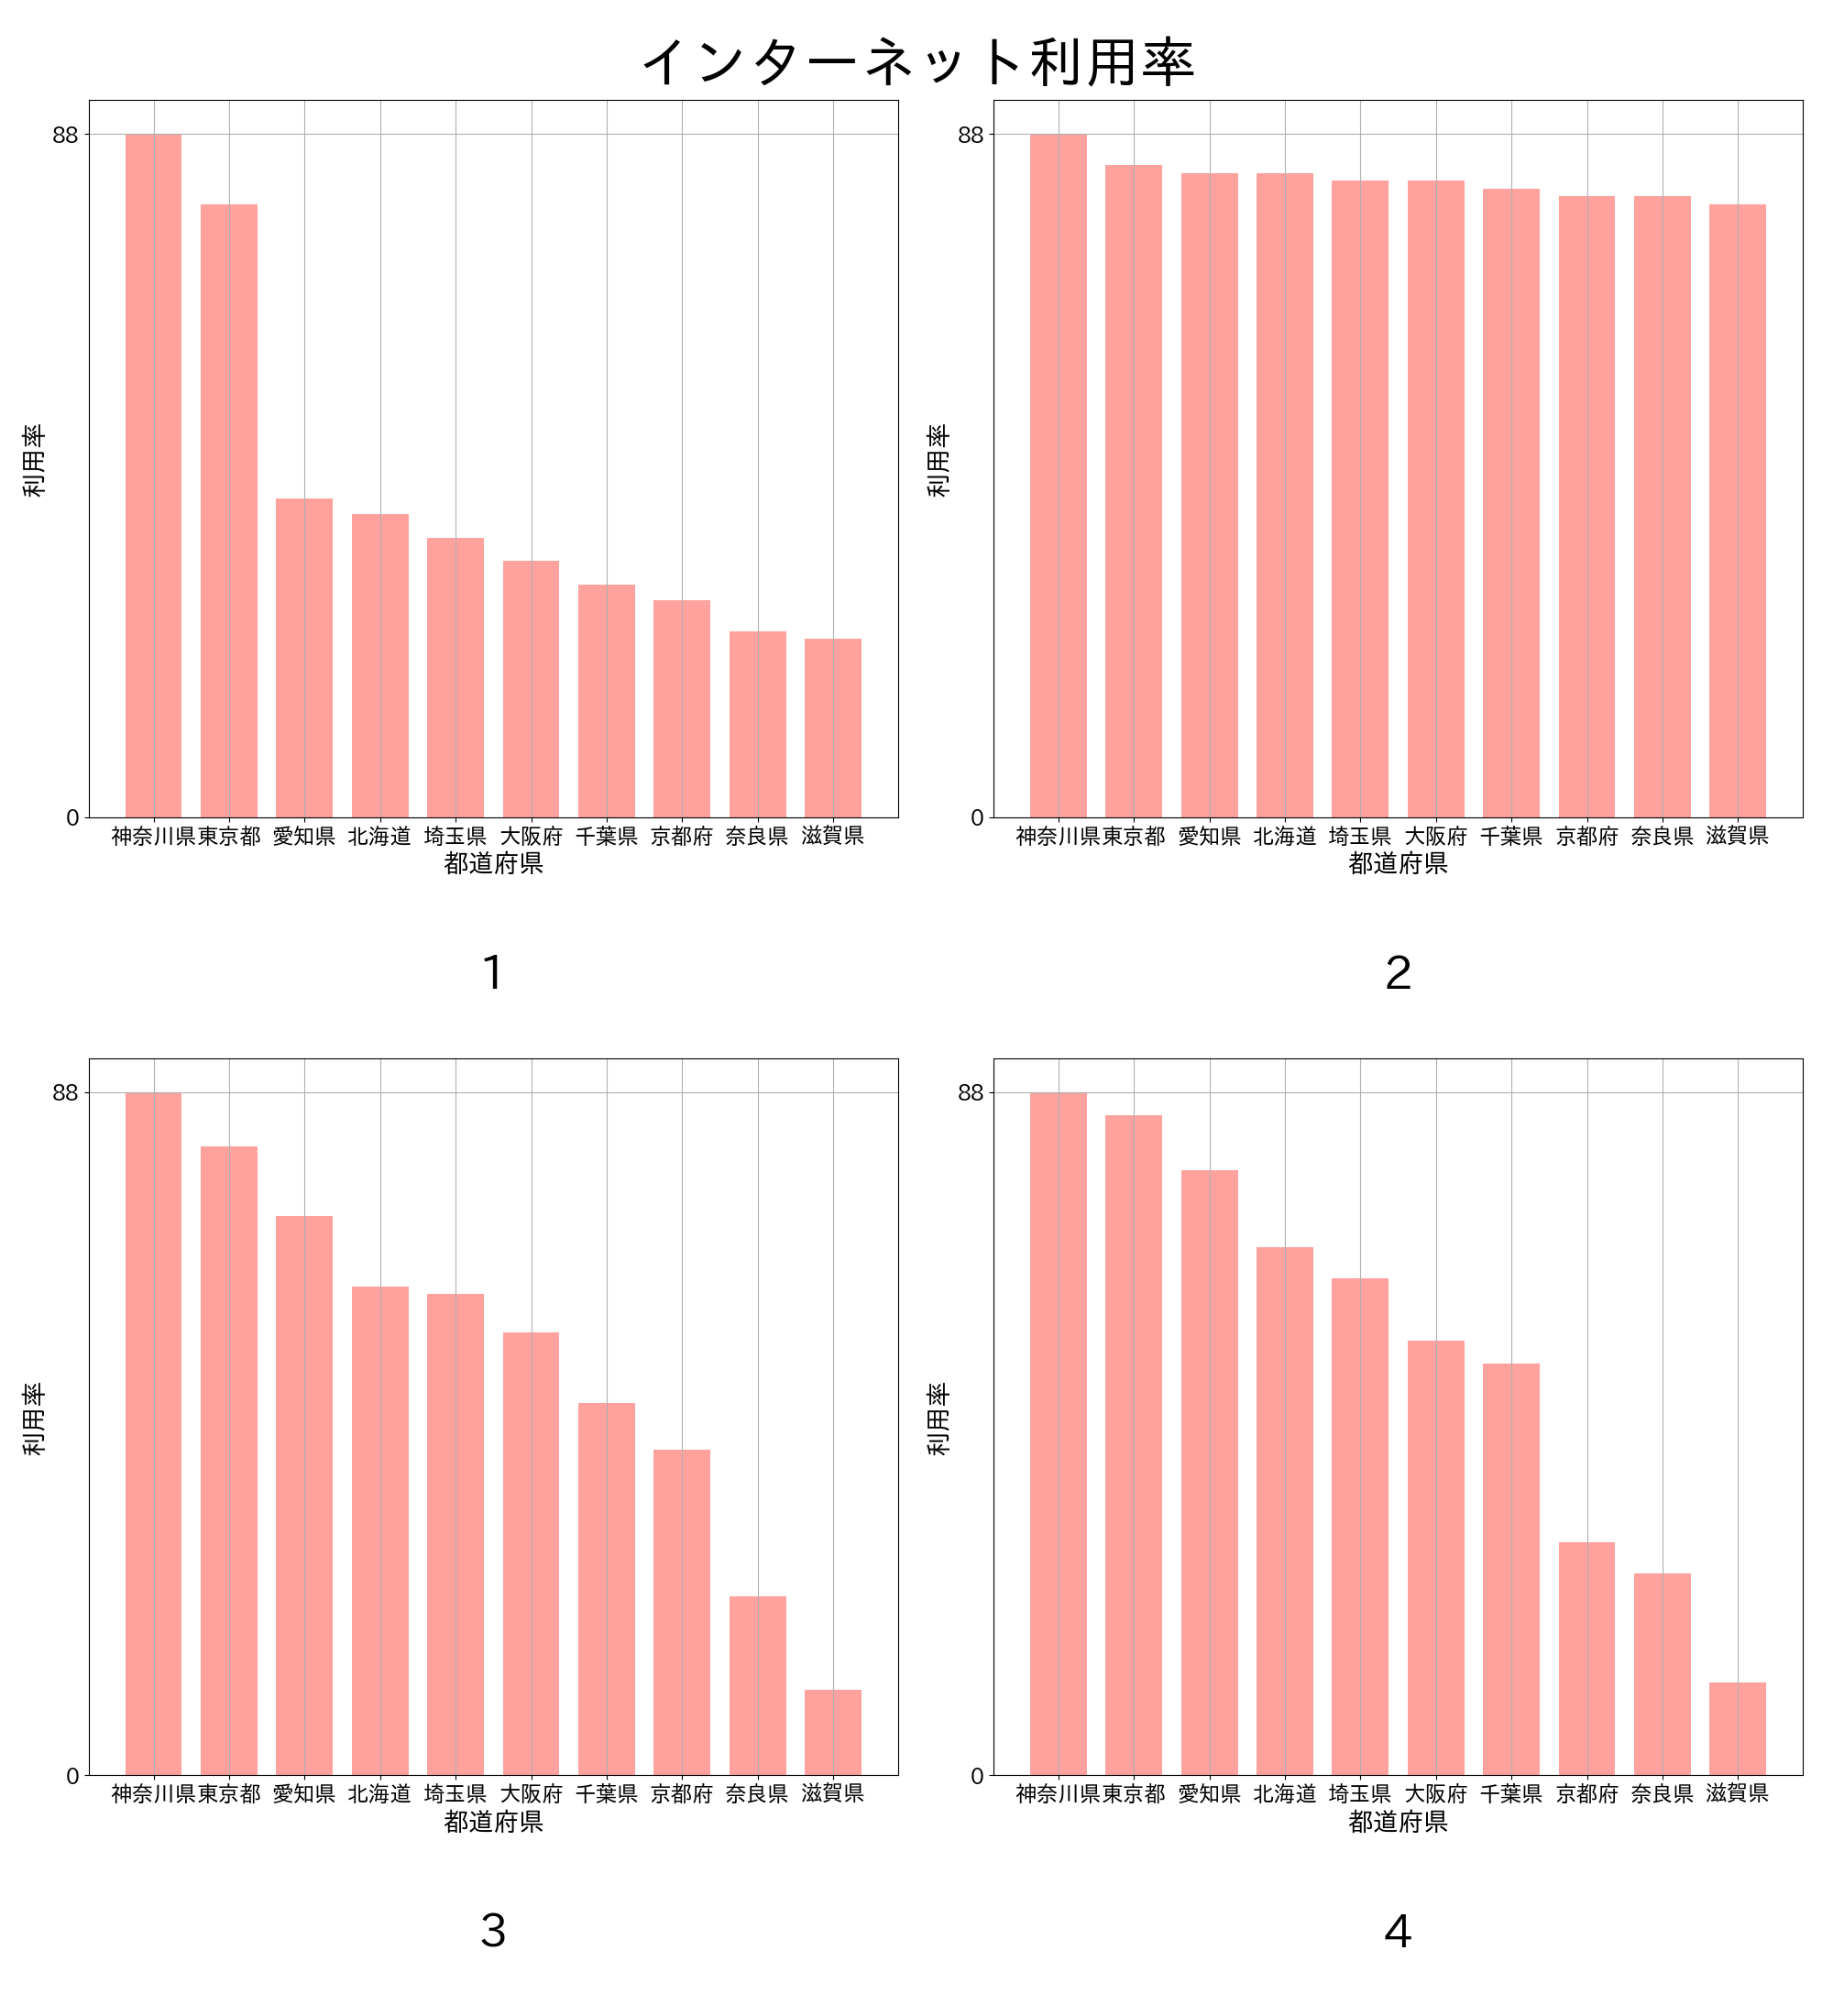 インターネット利用率
88
0
利用率
神奈川県 東京都 愛知県 北海道 埼玉県 大阪府 千葉県 京都府 奈良県 滋賀県
都道府県
1
88
0
利用率
神奈川県 東京都 愛知県 北海道 埼玉県 大阪府 千葉県 京都府 奈良県 滋賀県
都道府県
2
88
0
利用率
神奈川県 東京都 愛知県 北海道 埼玉県 大阪府 千葉県 京都府 奈良県 滋賀県
都道府県
3
88
0
利用率
神奈川県 東京都 愛知県 北海道 埼玉県 大阪府 千葉県 京都府 奈良県 滋賀県
都道府県
4